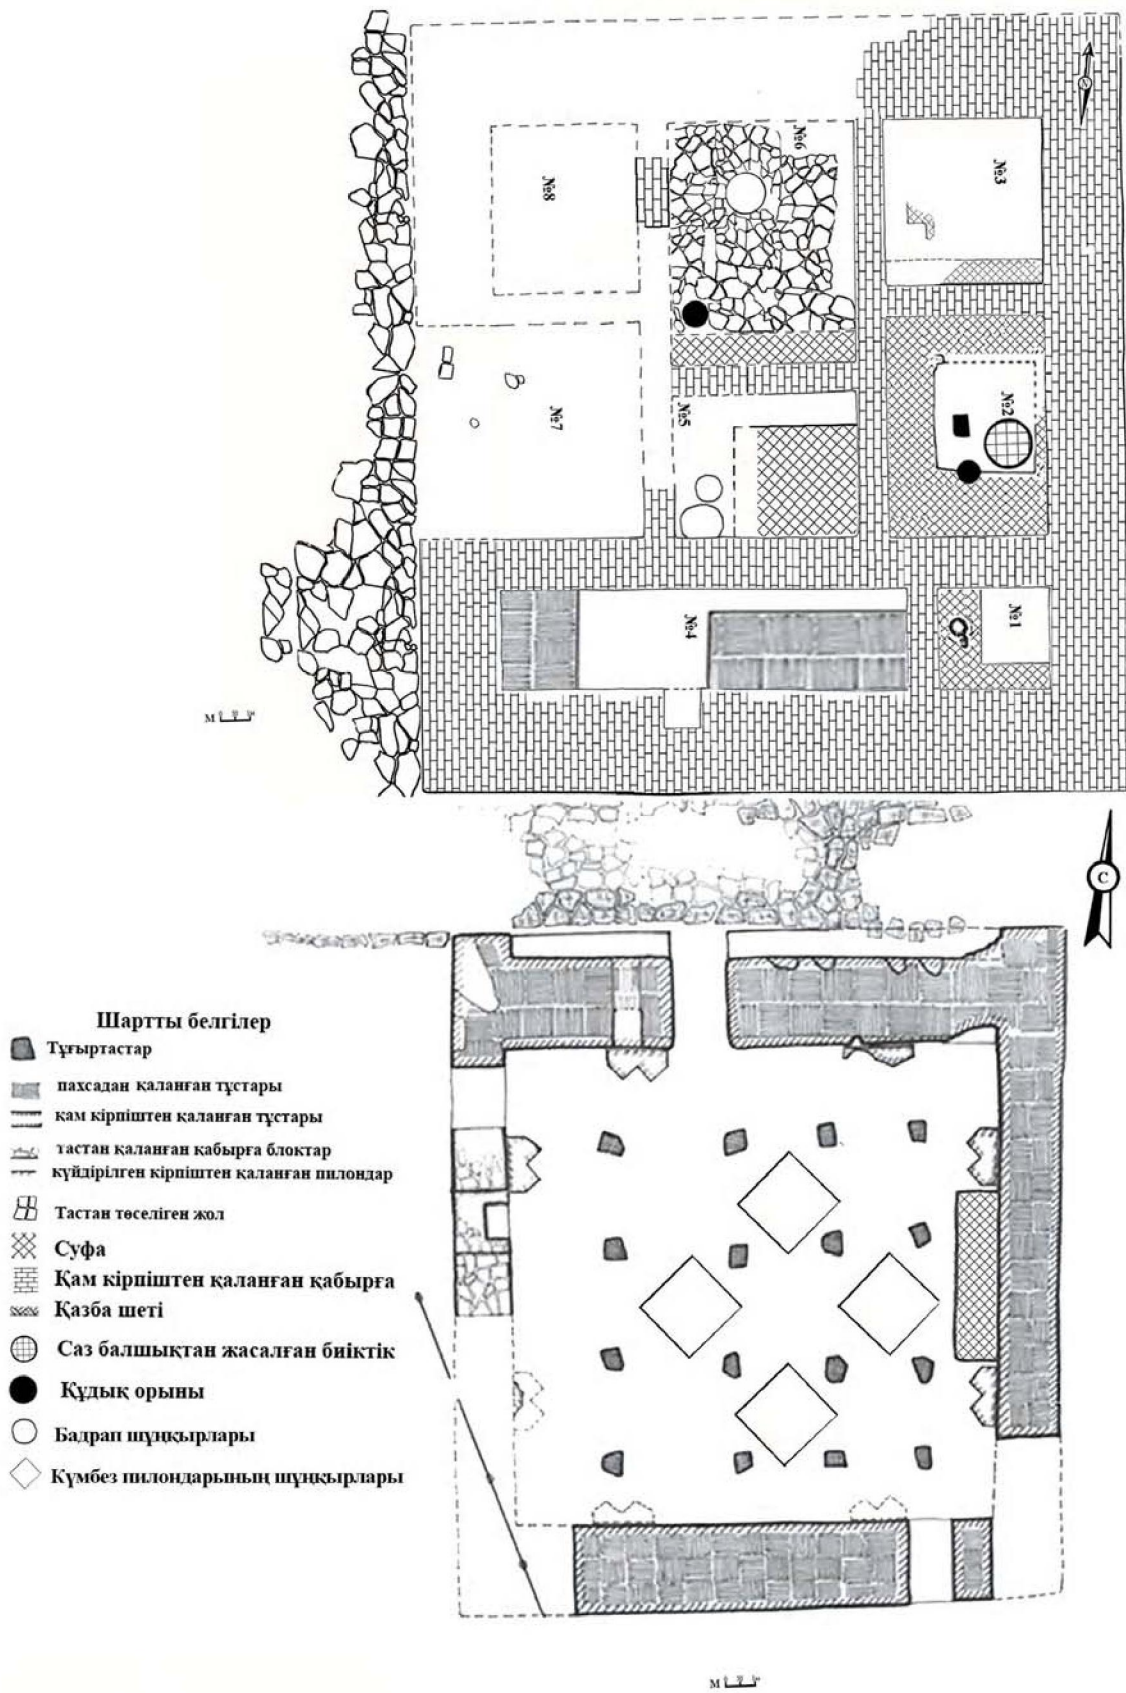 №6
№3
№8
№2
№5
№7
№1
№4
М
С
Шартты белгілер
Тұғыртастар
пахсадан қаланған тұстары
қам кірпіштен қаланған тұстары
тастан қаланған қабырға блоктар
күйдірілген кірпіштен қаланған пилондар
Тастан төселіген жол
Суфа
Қам кірпіштен қаланған қабырға
Қазба шеті
Саз балшықтан жасалған биіктік
Құдық орыны
Бадрап шұңқырлары
Күмбез пилондарының шұңқырлары
М